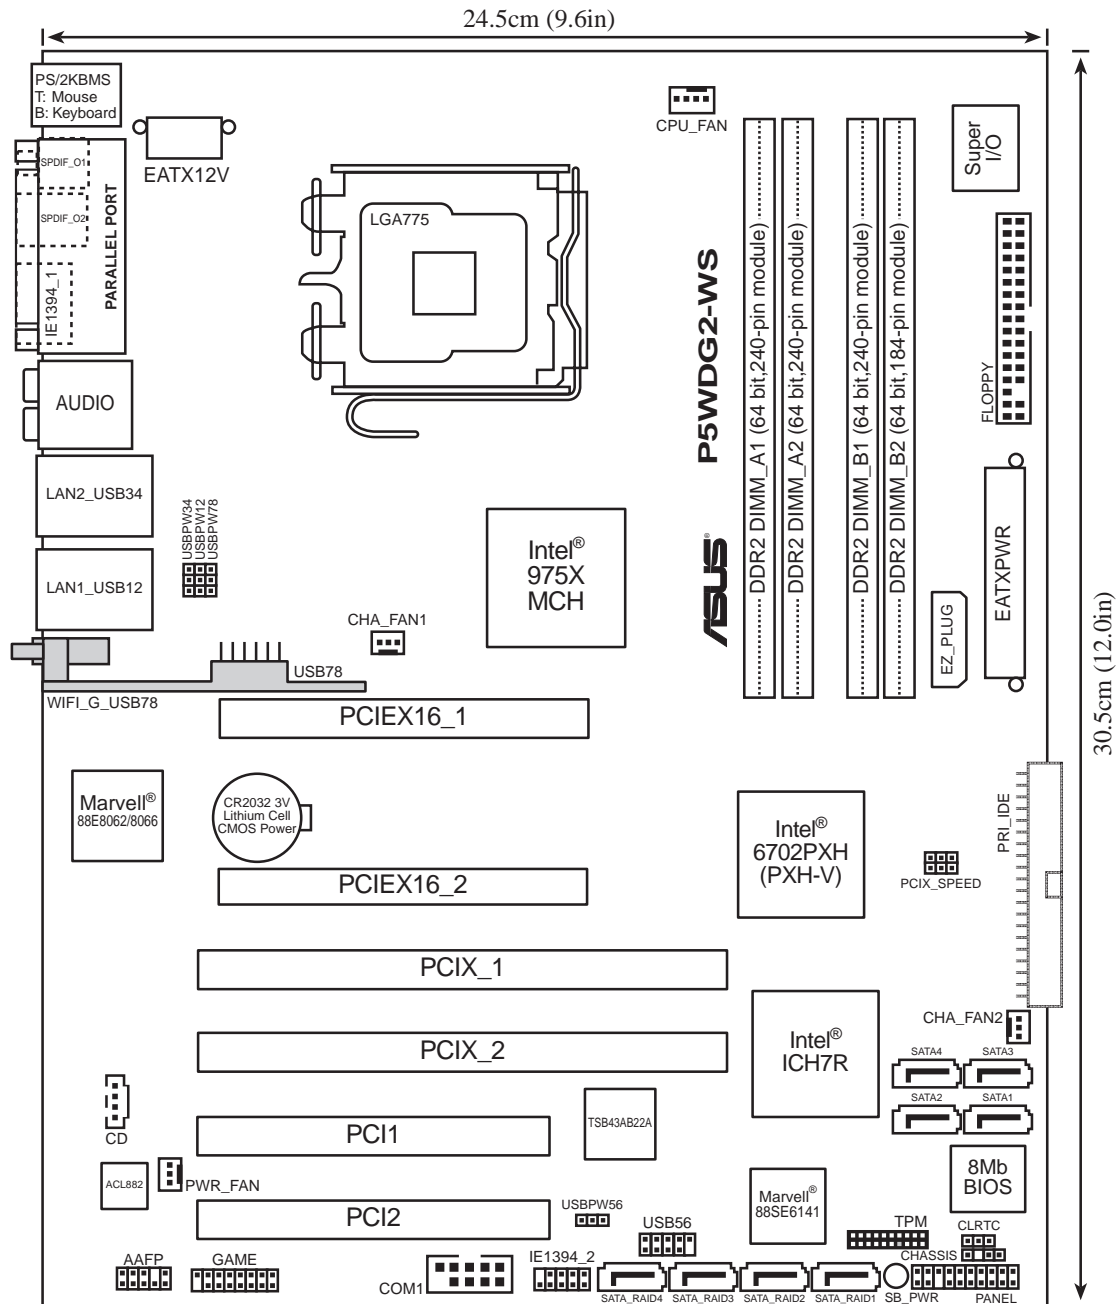 24.5cm (9.6in)
PS/2KBMS
T: Mouse
B: Keyboard
CPU_FAN
Super
I/O
EATX12V
SPDIF_O1
SPDIF_O2
PARALLEL PORT
IE1394_1
LGA775
P5WDG2-WS
DDR2 DIMM_A1 (64 bit,240-pin module)
DDR2 DIMM_A2 (64 bit,240-pin module)
DDR2 DIMM_B1 (64 bit,240-pin module)
DDR2 DIMM_B2 (64 bit,184-pin module)
FLOPPY
AUDIO
LAN2_USB34
USBPW34
USBPW12
USBPW78
Intel®
975X
MCH
ASUS
®
EATXPWR
EZ_PLUG
LAN1_USB12
CHA_FAN1
USB78
WIFI_G_USB78
30.5cm (12.0in)
PCIEX16_1
Marvell®
88E8062/8066
CR2032 3V
Lithium Cell
CMOS Power
Intel®
6702PXH
(PXH-V)
PCIX_SPEED
PRI_IDE
PCIEX16_2
PCIX_1
Intel®
ICH7R
CHA_FAN2
PCIX_2
SATA4
SATA3
SATA2
SATA1
CD
PCI1
TSB43AB22A
ACL882
PWR_FAN
8Mb
BIOS
Marvell®
88SE6141
PCI2
USBPW56
USB56
TPM
CLRTC
CHASSIS
AAFP
GAME
COM1
IE1394_2
SATA_RAID4
SATA_RAID3
SATA_RAID2
SATA_RAID1
SB_PWR
PANEL